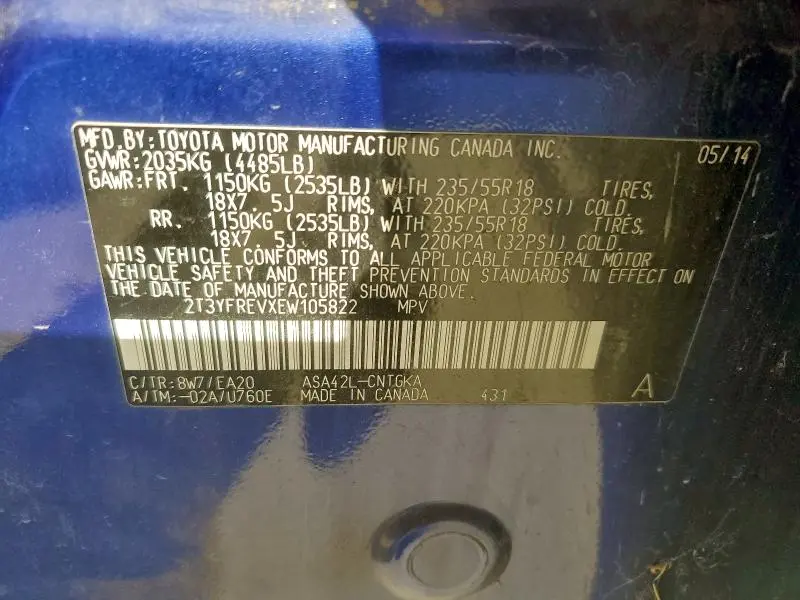 MFD.BY:TOYOTA MOTOR MANUFACTURING CANADA INC. 05/14
GVWR:2035KG (4485LB)
GAWR:FRT. 1150KG (2535LB) WITH 235/55R18 TIRES,
18X7. 5J RIMS, AT 220KPA (32PSI) COLD.
RR. 1150KG (2535LB) WITH 235/55R18 TIRES,
18X7. 5J RIMS, AT 220KPA (32PSI) COLD.
THIS VEHICLE CONFORMS TO ALL APPLICABLE FEDERAL MOTOR
VEHICLE SAFETY AND THEFT PREVENTION STANDARDS IN EFFECT ON
THE DATE OF MANUFACTURE SHOWN ABOVE.
2T3YFREVXEW105822 MPV
C/TR:8W7/EA20 ASA42L-CNTGKA
A/TM:-02A/U760E MADE IN CANADA 431 A